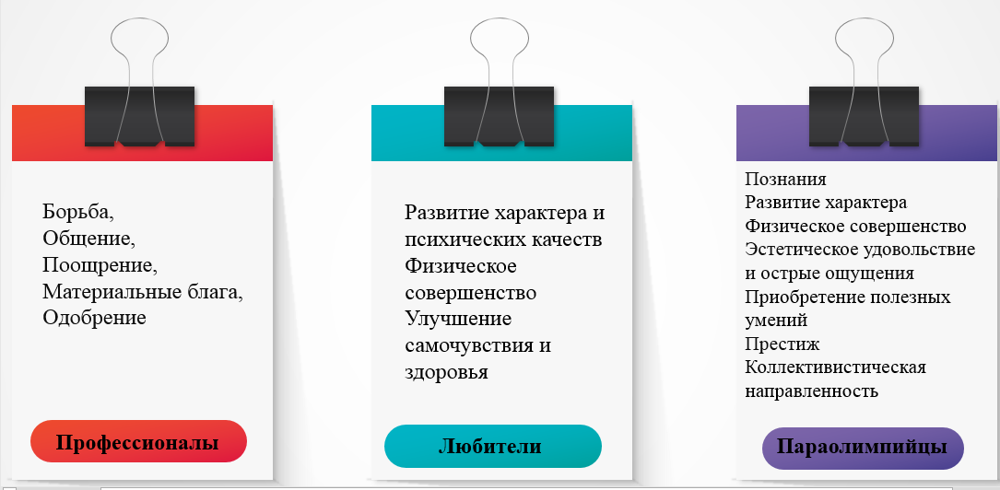 Борьба,
Общение,
Поощрение,
Материальные блага,
Одобрение
Профессионалы
Развитие характера и
психических качеств
Физическое
совершенство
Улучшение
самочувствия и
здоровья
Любители
Познания
Развитие характера
Физическое совершенство
Эстетическое удовольствие
и острые ощущения
Приобретение полезных
умений
Престиж
Коллективистическая
направленность
Параолимпийцы